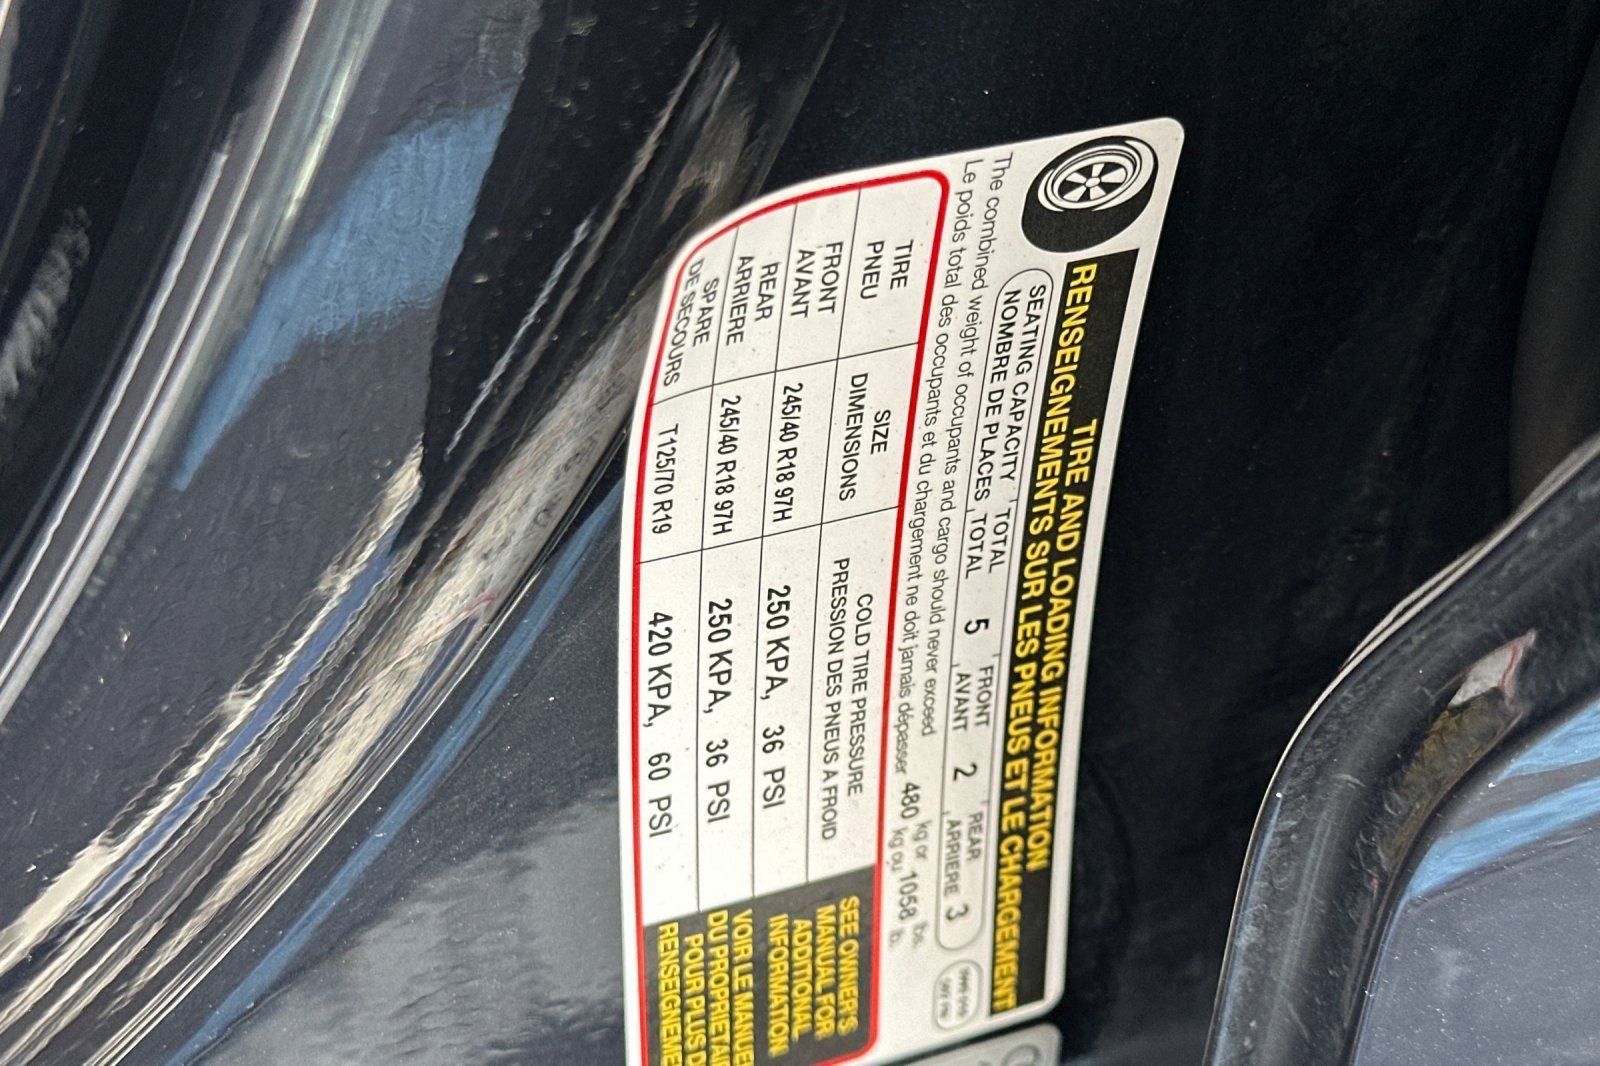 TIRE AND LOADING INFORMATION
RENSEIGNEMENTS SUR LES PNEUS ET LE CHARGEMENT
SEATING CAPACITY TOTAL 5 FRONT 2 REAR 3
NOMBRE DE PLACES TOTAL AVANT ARRIERE
The combined weight of occupants and cargo should never exceed 480 kg or 1058 lbs.
Le poids total des occupants et du chargement ne doit jamais dépasser kg ou lb.
TIRE SIZE COLD TIRE PRESSURE
PNEU DIMENSIONS PRESSION DES PNEUS A FROID
FRONT
AVANT 245/40 R18 97H 250 KPA, 36 PSI
REAR
ARRIERE 245/40 R18 97H 250 KPA, 36 PSI
SPARE
DE SECOURS T125/70 R19 420 KPA, 60 PSI
SEE OWNER'S
MANUAL FOR
ADDITIONAL
INFORMATION
VOIR LE MANUE
DU PROPRIETAI
POUR PLUS D
RENSEIGNEME